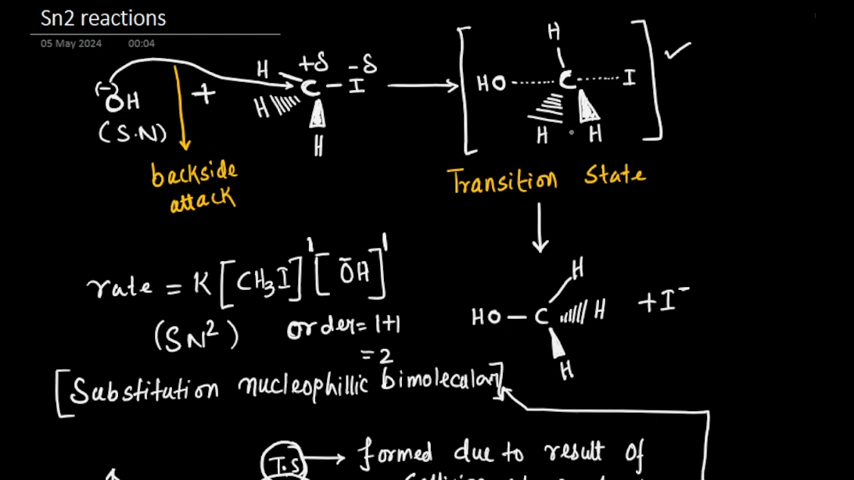 Sn2 reactions
05 May 2024 00:04
(-) OH + H H C - I H +δ -δ
(S.N)
backside
attack
HO C I H H H
Transition State
rate = K [CH3I]^1 [ŌH]^1
(SN²) order = 1+1
= 2
HO – C H H H + I⁻
[Substitution nucleophillic bimolecular]
T.S → formed due to result of